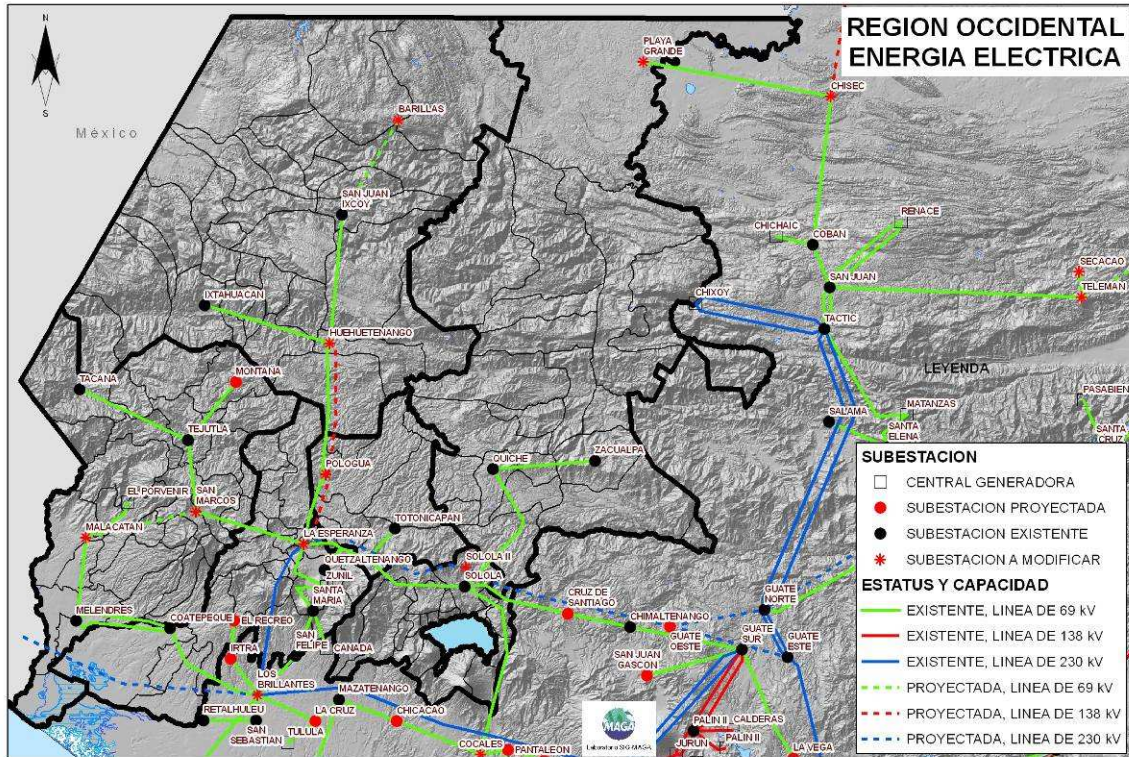 REGION OCCIDENTAL
ENERGIA ELECTRICA
N
S
México
PLAYA
GRANDE
CHISEC
BARILLAS
SAN JUAN
IXCOY
RENACE
CHICHAIC
COBAN
SECACAO
SAN JUAN
TELEMAN
IXTAHUACAN
CHIXOY
TACTIC
HUEHUETENANGO
LEYENDA
TACANA
MONTANA
PASABIEN
MATANZAS
SALAMA
SANTA
ELENA
SANTA
CRUZ
TEJUTLA
QUICHE
ZACUALPA
POLOGUA
EL PORVENIR
SAN
MARCOS
MALACATAN
TOTONICAPAN
LA ESPERANZA
QUETZALTENANGO
ZUNIL
SOLOLA II
SOLOLA
SANTA
MARIA
CRUZ DE
SANTIAGO
CHIMALTENANGO
GUATE
NORTE
MELENDRES
COATEPEQUE
EL RECREO
GUATE
OESTE
GUATE
SUR
GUATE
ESTE
SAN
FELIPE
CANADA
IRTRA
SAN JUAN
GASCON
LOS
BRILLANTES
MAZATENANGO
RETALHULEU
SAN
SEBASTIAN
TULULA
LA CRUZ
CHICACAO
COCALES
PANTALEON
MAGA
Laboratorio SIG-MAGA
PALIN II
CALDERAS
JURUN
PALIN II
LA VEGA
SUBESTACION
CENTRAL GENERADORA
SUBESTACION PROYECTADA
SUBESTACION EXISTENTE
SUBESTACION A MODIFICAR
ESTATUS Y CAPACIDAD
EXISTENTE, LINEA DE 69 kV
EXISTENTE, LINEA DE 138 kV
EXISTENTE, LINEA DE 230 kV
PROYECTADA, LINEA DE 69 kV
PROYECTADA, LINEA DE 138 kV
PROYECTADA, LINEA DE 230 kV